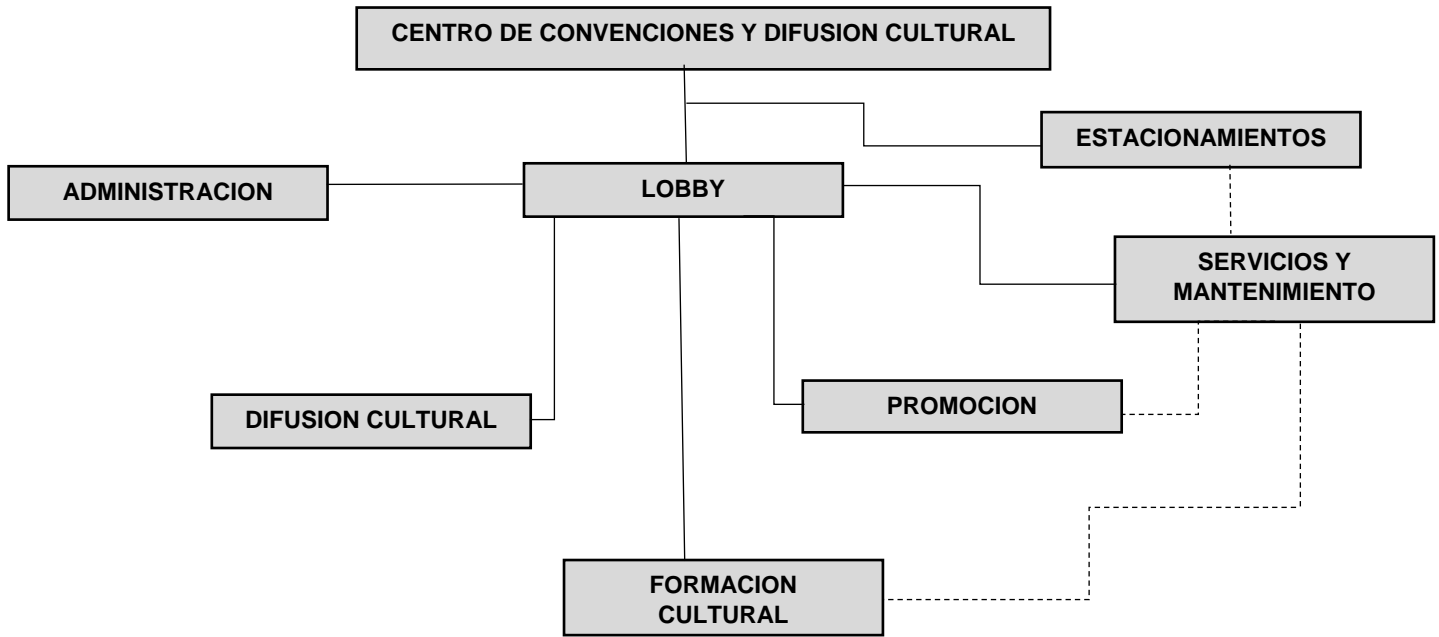 CENTRO DE CONVENCIONES Y DIFUSION CULTURAL
ESTACIONAMIENTOS
ADMINISTRACION
LOBBY
SERVICIOS Y
MANTENIMIENTO
DIFUSION CULTURAL
PROMOCION
FORMACION
CULTURAL